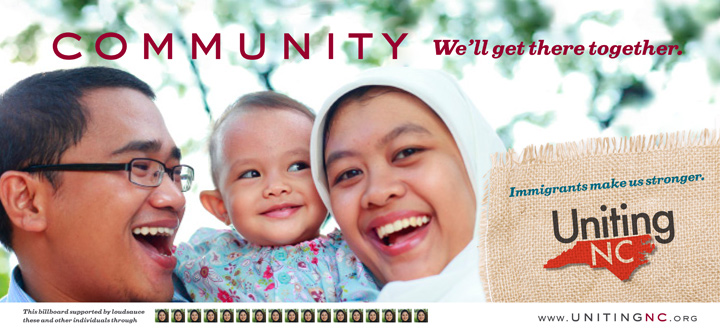 COMMUNITY We'll get there together.
Immigrants make us stronger.
Uniting
NC
This billboard supported by loudsauce
these and other individuals through
WWW.UNITINGNC.ORG